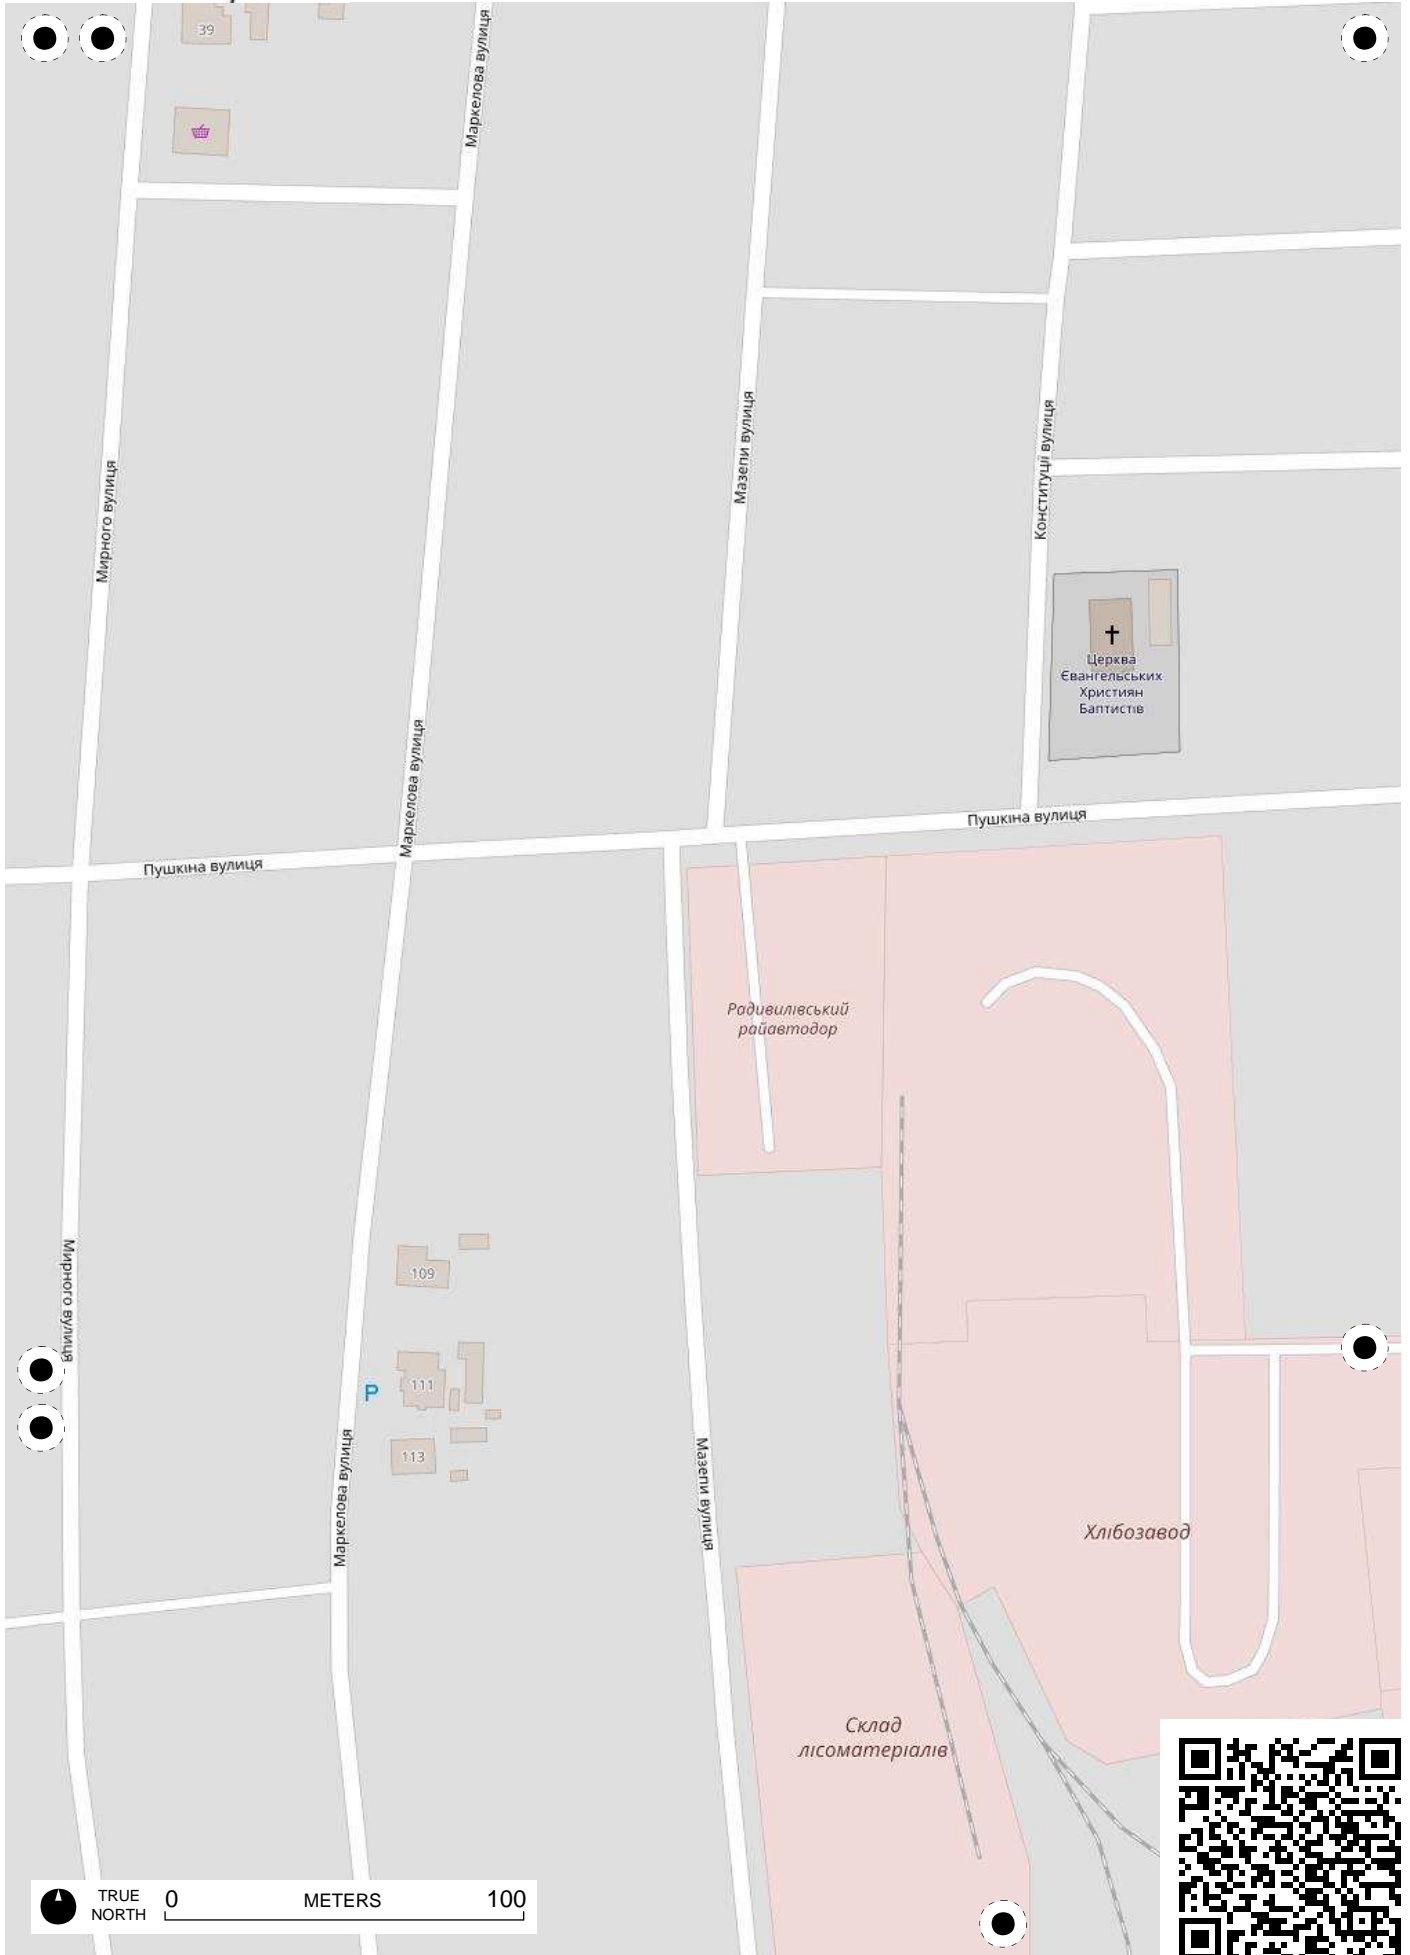 39
Маркелова вулиця
Мазепи вулиця
Конституції вулиця
Мирного вулиця
Церква
Євангельських
Християн
Баптистів
Маркелова вулиця
Пушкіна вулиця
Пушкіна вулиця
Радивилівський
райавтодор
Мирного вулиця
109
111
P
113
Маркелова вулиця
Мазепи вулиця
Хлібозавод
Склад
лісоматеріалів
TRUE
NORTH
0 METERS 100